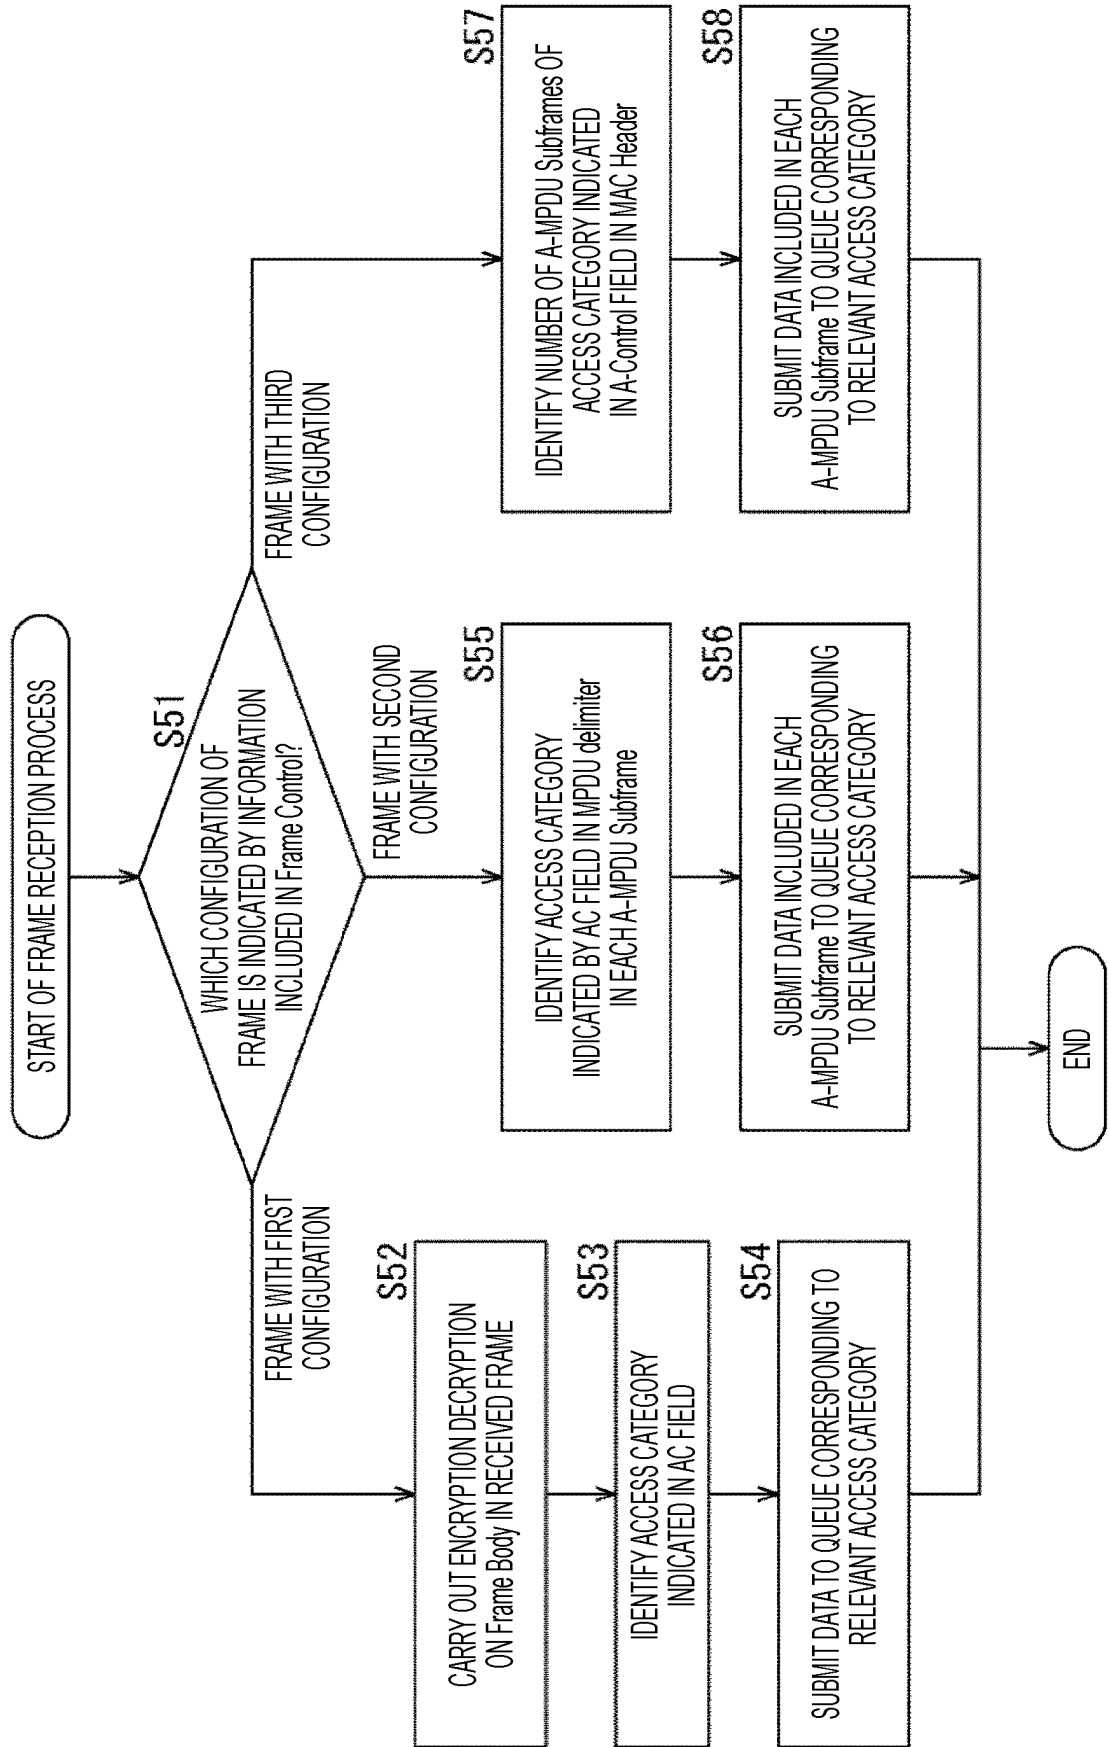 START OF FRAME RECEPTION PROCESS
S51
WHICH CONFIGURATION OF
FRAME IS INDICATED BY INFORMATION
INCLUDED IN Frame Control?
FRAME WITH FIRST
CONFIGURATION
S52
CARRY OUT ENCRYPTION DECRYPTION
ON Frame Body IN RECEIVED FRAME
S53
IDENTIFY ACCESS CATEGORY
INDICATED IN AC FIELD
S54
SUBMIT DATA TO QUEUE CORRESPONDING TO
RELEVANT ACCESS CATEGORY
FRAME WITH SECOND
CONFIGURATION
S55
IDENTIFY ACCESS CATEGORY
INDICATED BY AC FIELD IN MPDU delimiter
IN EACH A-MPDU Subframe
S56
SUBMIT DATA INCLUDED IN EACH
A-MPDU Subframe TO QUEUE CORRESPONDING
TO RELEVANT ACCESS CATEGORY
FRAME WITH THIRD
CONFIGURATION
S57
IDENTIFY NUMBER OF A-MPDU Subframes OF
ACCESS CATEGORY INDICATED
IN A-Control FIELD IN MAC Header
S58
SUBMIT DATA INCLUDED IN EACH
A-MPDU Subframe TO QUEUE CORRESPONDING
TO RELEVANT ACCESS CATEGORY
END